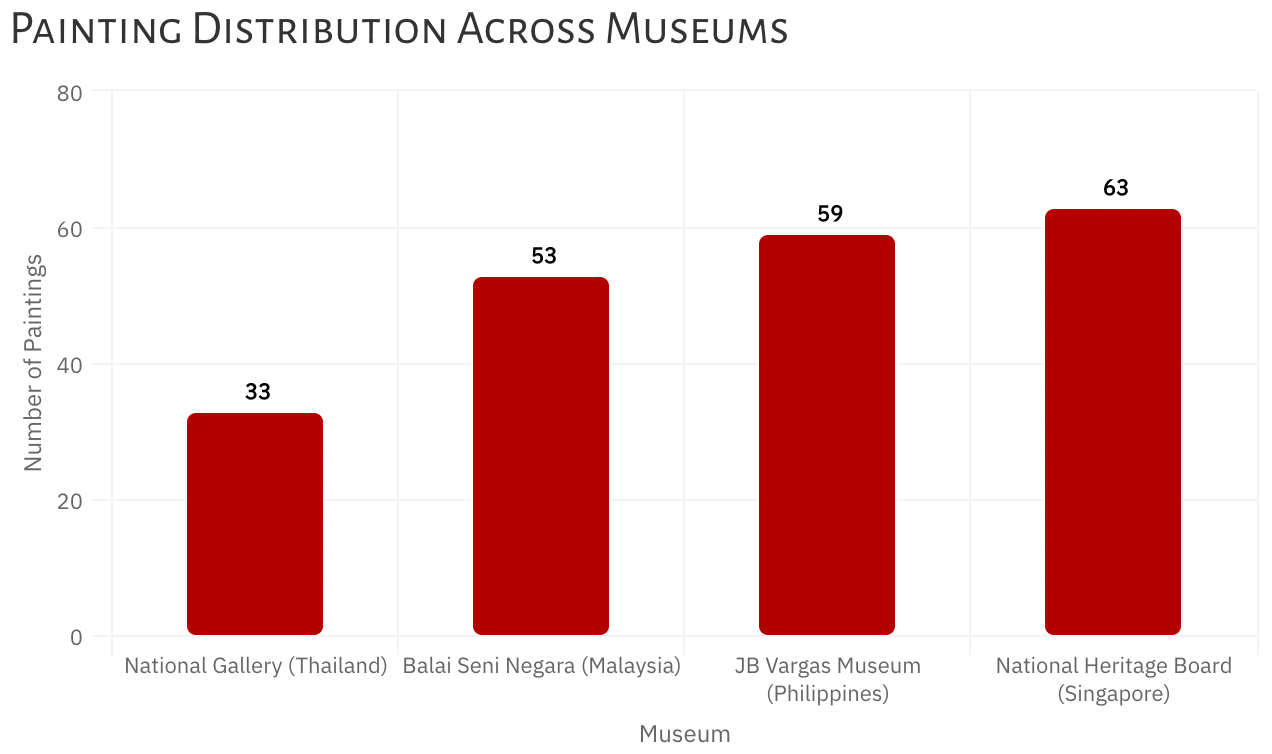 Painting Distribution Across Museums
80
60
40
20
0
Number of Paintings
33
53
59
63
National Gallery (Thailand)
Balai Seni Negara (Malaysia)
JB Vargas Museum
(Philippines)
National Heritage Board
(Singapore)
Museum